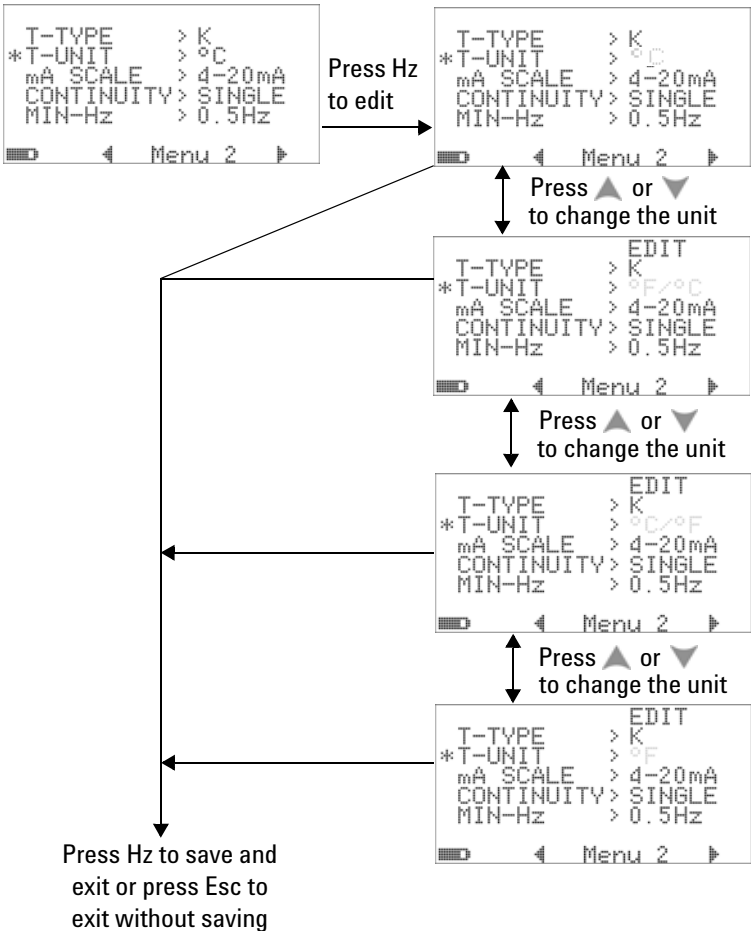 T-TYPE > K
*T-UNIT > °C
mA SCALE > 4-20mA
CONTINUITY> SINGLE
MIN-Hz > 0.5Hz
Menu 2
Press Hz
to edit
T-TYPE > K
*T-UNIT > °C
mA SCALE > 4-20mA
CONTINUITY> SINGLE
MIN-Hz > 0.5Hz
Menu 2
Press ▲ or ▼
to change the unit
EDIT
T-TYPE > K
*T-UNIT > °F/°C
mA SCALE > 4-20mA
CONTINUITY> SINGLE
MIN-Hz > 0.5Hz
Menu 2
Press ▲ or ▼
to change the unit
EDIT
T-TYPE > K
*T-UNIT > °C/°F
mA SCALE > 4-20mA
CONTINUITY> SINGLE
MIN-Hz > 0.5Hz
Menu 2
Press ▲ or ▼
to change the unit
EDIT
T-TYPE > K
*T-UNIT > °F
mA SCALE > 4-20mA
CONTINUITY> SINGLE
MIN-Hz > 0.5Hz
Menu 2
Press Hz to save and
exit or press Esc to
exit without saving